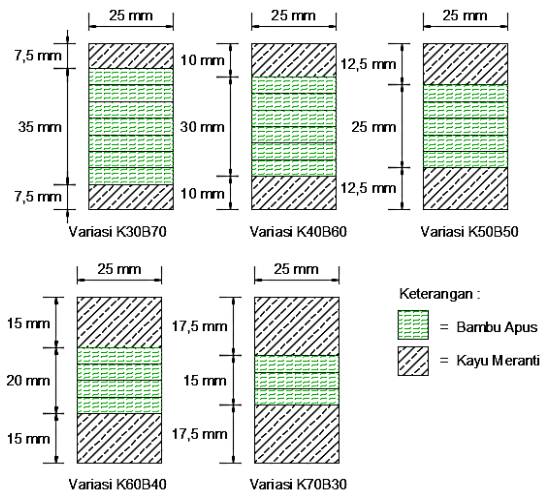 25 mm
25 mm
25 mm
7,5 mm
35 mm
7,5 mm
10 mm
30 mm
10 mm
12,5 mm
25 mm
12,5 mm
Variasi K30B70
Variasi K40B60
Variasi K50B50
25 mm
25 mm
15 mm
20 mm
15 mm
17,5 mm
15 mm
17,5 mm
Keterangan :
= Bambu Apus
= Kayu Meranti
Variasi K60B40
Variasi K70B30